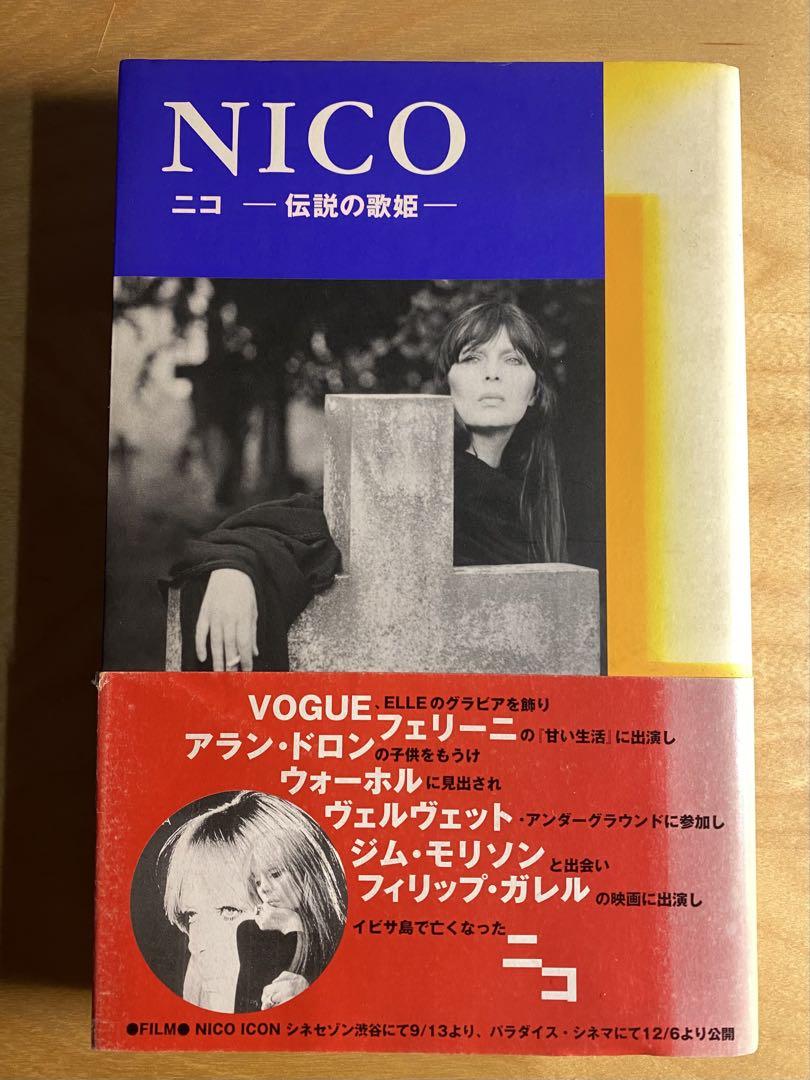 NICO
ニコ ―伝説の歌姫―
VOGUE、ELLEのグラビアを飾り
フェリーニの『甘い生活』に出演し
アラン・ドロンの子供をもうけ
ウォーホルに見出され
ヴェルヴェット・アンダーグラウンドに参加し
ジム・モリソンと出会い
フィリップ・ガレルの映画に出演し
イビサ島で亡くなった
ニコ
●FILM● NICO ICON シネセゾン渋谷にて9/13より、パラダイス・シネマにて12/6より公開